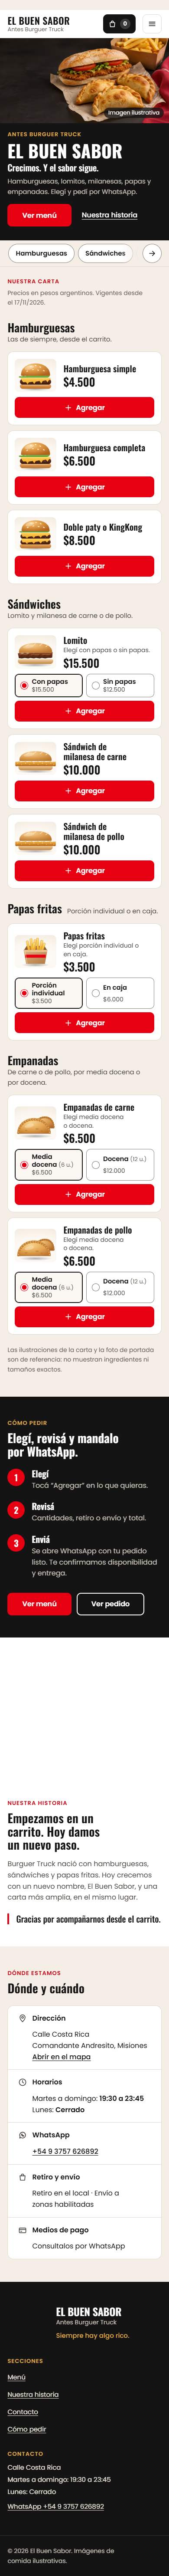 EL BUEN SABOR
Antes Burguer Truck
0
Imagen ilustrativa
ANTES BURGUER TRUCK
EL BUEN SABOR
Crecimos. Y el sabor sigue.
Hamburguesas, lomitos, milanesas, papas y
empanadas. Elegí y pedí por WhatsApp.
Ver menú
Nuestra historia
Hamburguesas
Sándwiches
NUESTRA CARTA
Precios en pesos argentinos. Vigentes desde
el 17/11/2026.
Hamburguesas
Las de siempre, desde el carrito.
Hamburguesa simple
$4.500
+ Agregar
Hamburguesa completa
$6.500
+ Agregar
Doble paty o KingKong
$8.500
+ Agregar
Sándwiches
Lomito y milanesa de carne o de pollo.
Lomito
Elegí con papas o sin papas.
$15.500
Con papas
$15.500
Sin papas
$12.500
+ Agregar
Sándwich de
milanesa de carne
$10.000
+ Agregar
Sándwich de
milanesa de pollo
$10.000
+ Agregar
Papas fritas
Porción individual o en caja.
Papas fritas
Elegí porción individual o
en caja.
$3.500
Porción
individual
$3.500
En caja
$6.000
+ Agregar
Empanadas
De carne o de pollo, por media docena o
por docena.
Empanadas de carne
Elegí media docena
o docena.
$6.500
Media
docena (6 u.)
$6.500
Docena (12 u.)
$12.000
+ Agregar
Empanadas de pollo
Elegí media docena
o docena.
$6.500
Media
docena (6 u.)
$6.500
Docena (12 u.)
$12.000
+ Agregar
Las ilustraciones de la carta y la foto de portada
son de referencia: no muestran ingredientes ni
tamaños exactos.
CÓMO PEDIR
Elegí, revisá y mandalo
por WhatsApp.
1
Elegí
Tocá “Agregar” en lo que quieras.
2
Revisá
Cantidades, retiro o envío y total.
3
Enviá
Se abre WhatsApp con tu pedido
listo. Te confirmamos disponibilidad
y entrega.
Ver menú
Ver pedido
NUESTRA HISTORIA
Empezamos en un
carrito. Hoy damos
un nuevo paso.
Burguer Truck nació con hamburguesas,
sándwiches y papas fritas. Hoy crecemos
con un nuevo nombre, El Buen Sabor, y una
carta más amplia, en el mismo lugar.
Gracias por acompañarnos desde el carrito.
DÓNDE ESTAMOS
Dónde y cuándo
Dirección
Calle Costa Rica
Comandante Andresito, Misiones
Abrir en el mapa
Horarios
Martes a domingo: 19:30 a 23:45
Lunes: Cerrado
WhatsApp
+54 9 3757 626892
Retiro y envío
Retiro en el local · Envío a
zonas habilitadas
Medios de pago
Consultalos por WhatsApp
EL BUEN SABOR
Antes Burguer Truck
Siempre hay algo rico.
SECCIONES
Menú
Nuestra historia
Contacto
Cómo pedir
CONTACTO
Calle Costa Rica
Martes a domingo: 19:30 a 23:45
Lunes: Cerrado
WhatsApp +54 9 3757 626892
© 2026 El Buen Sabor. Imágenes de
comida ilustrativas.